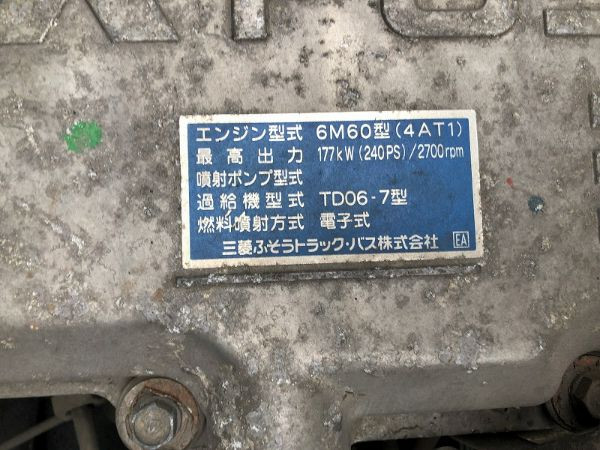 エンジン型式 6M60型(4AT1)
最高出力 177kW(240PS)/2700rpm
噴射ポンプ型式
過給機型式 TD06-7型
燃料噴射方式 電子式
三菱ふそうトラック・バス株式会社 EA